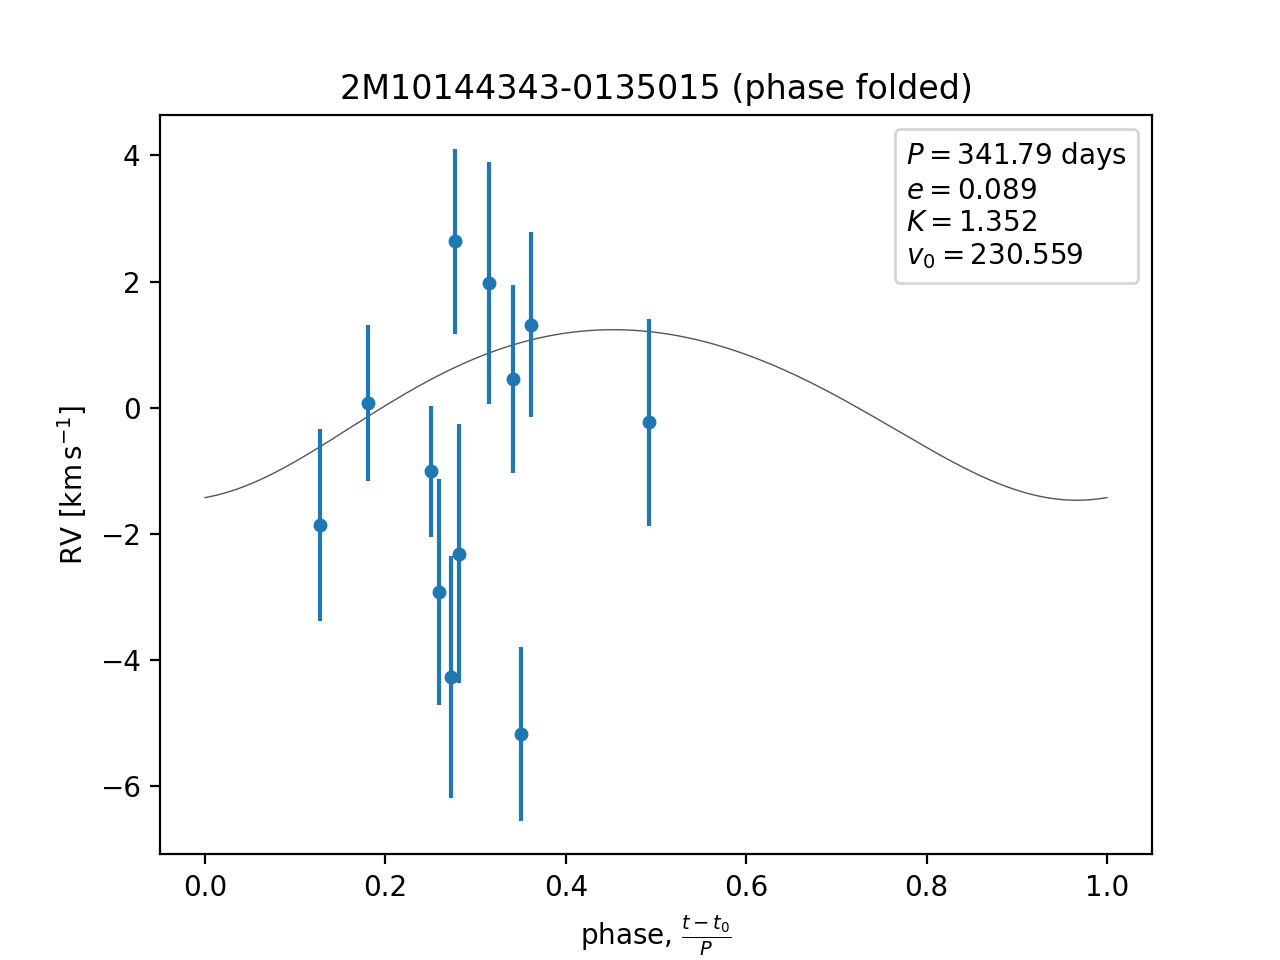 2M10144343-0135015 (phase folded)
P = 341.79 days
e = 0.089
K = 1.352
v₀ = 230.559
RV [km s⁻¹]
4
2
0
−2
−4
−6
0.0 0.2 0.4 0.6 0.8 1.0
phase, (t − t₀)/P